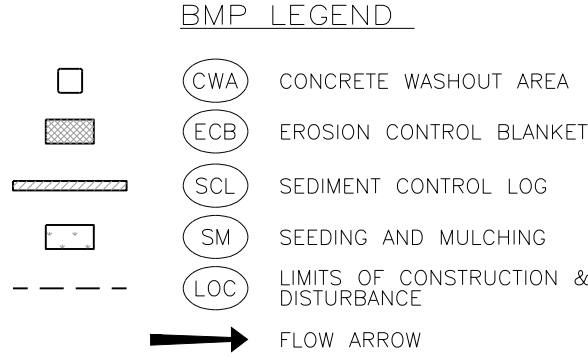 BMP LEGEND
CWA CONCRETE WASHOUT AREA
ECB EROSION CONTROL BLANKET
SCL SEDIMENT CONTROL LOG
SM SEEDING AND MULCHING
LOC LIMITS OF CONSTRUCTION &
DISTURBANCE
FLOW ARROW